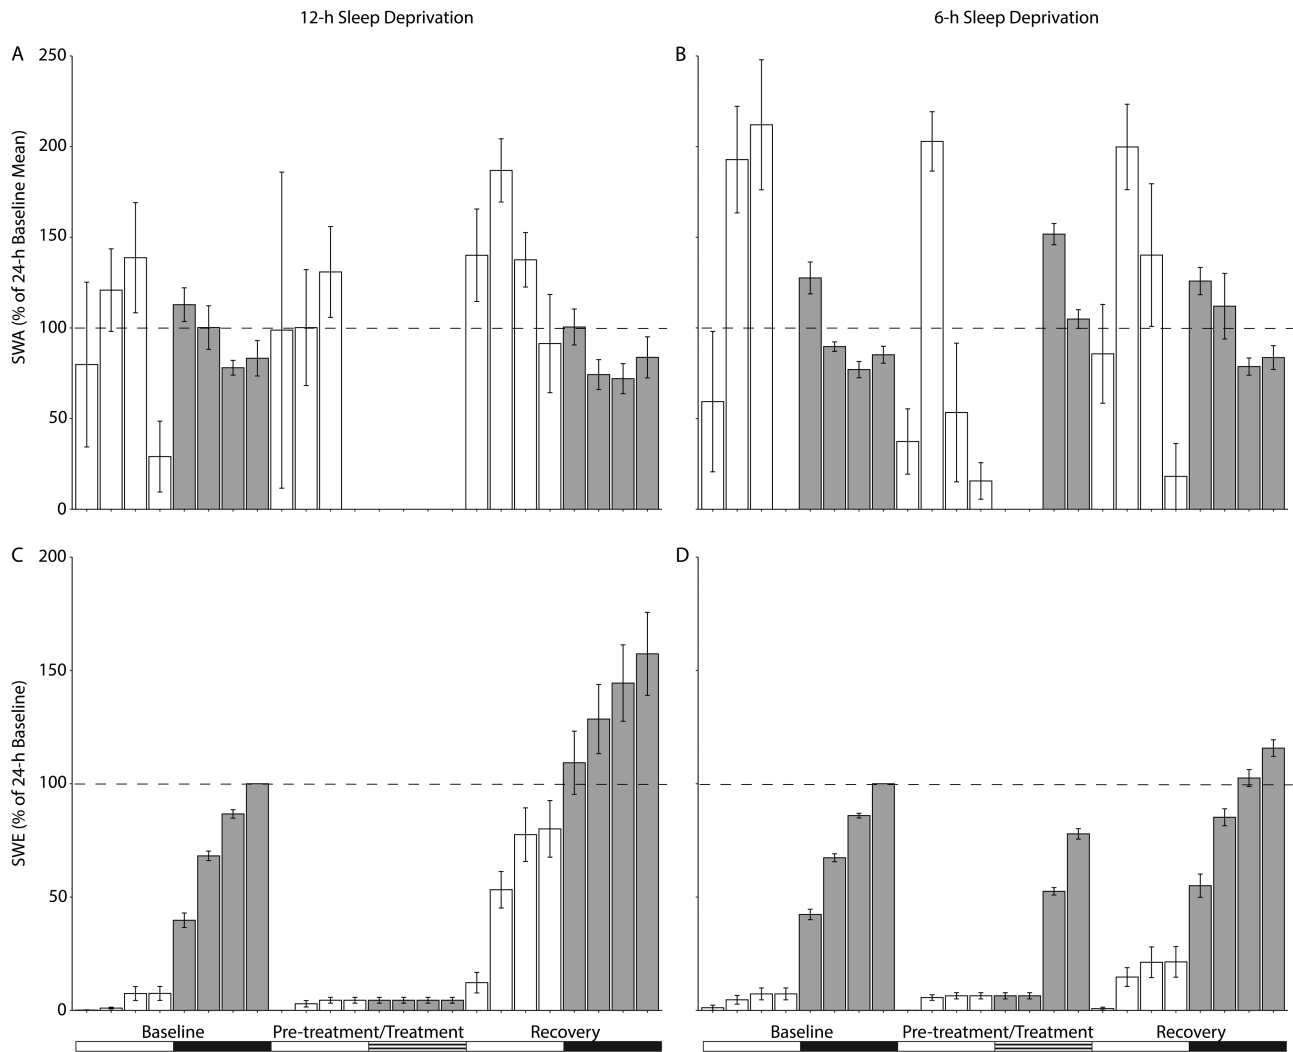 12-h Sleep Deprivation
6-h Sleep Deprivation
A
B
SWA (% of 24-h Baseline Mean)
250
200
150
100
50
0
C
D
SWE (% of 24-h Baseline)
200
150
100
50
0
Baseline
Pre-treatment/Treatment
Recovery
Baseline
Pre-treatment/Treatment
Recovery